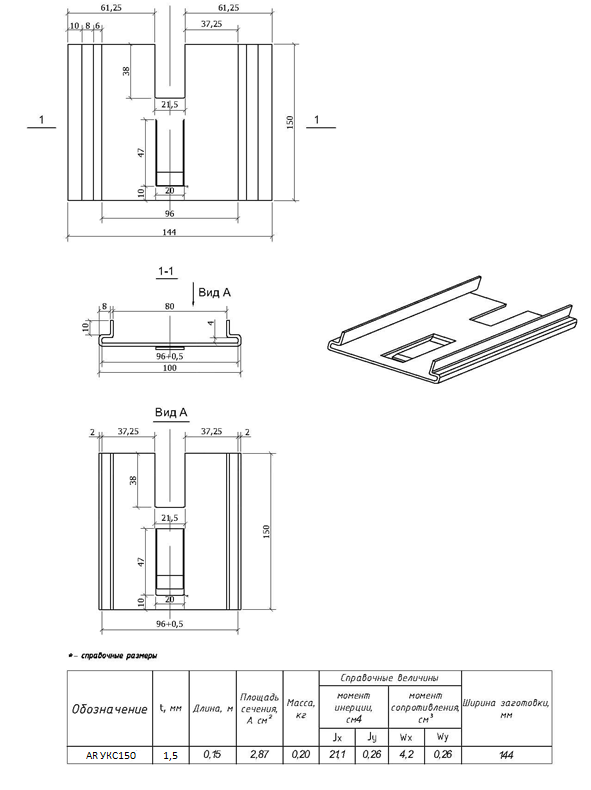 61,25 61,25
10 8 6 37,25
38
21,5
1 1
150
47
10 20
96
144
1-1
Вид А
8 80
10 4
96+0,5
100
Вид А
2 37,25 37,25 2
38
21,5
150
47
10 20
96+0,5
* – справочные размеры
Обозначение t, мм Длина, м Площадь сечения, А см² Масса, кг Справочные величины Ширина заготовки, мм
момент инерции, см4 момент сопротивления, см³
Jx Jy Wx Wy
AR УКС150 1,5 0,15 2,87 0,20 21,1 0,26 4,2 0,26 144